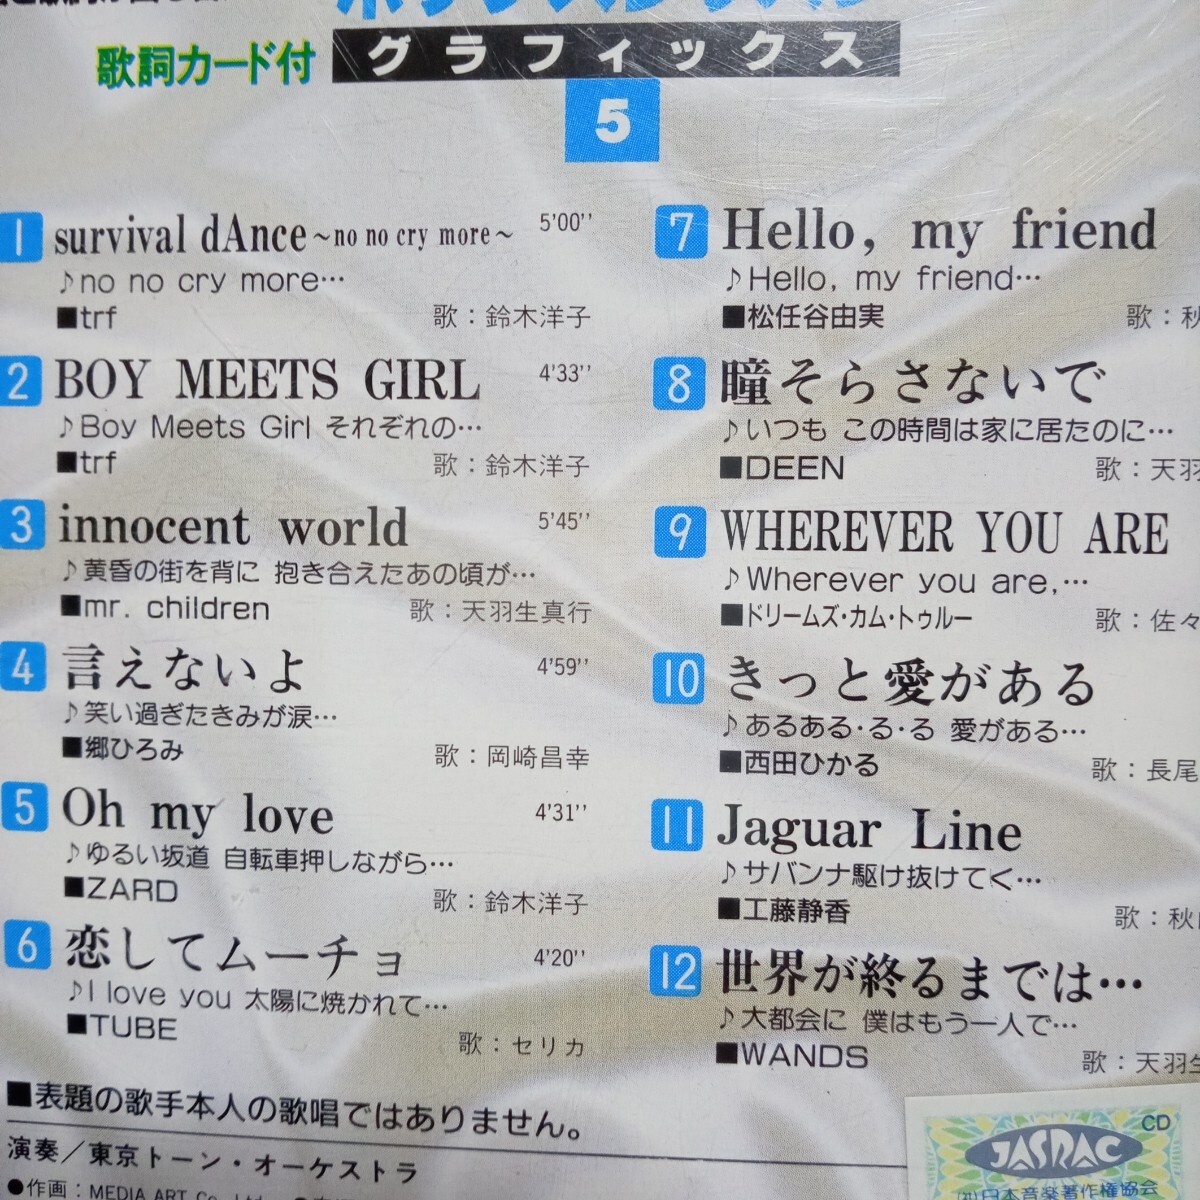 歌詞カード付
グラフィックス
5
1 survival dAnce ～no no cry more～ 5'00''
♪no no cry more…
■trf 歌：鈴木洋子
2 BOY MEETS GIRL 4'33''
♪Boy Meets Girl それぞれの…
■trf 歌：鈴木洋子
3 innocent world 5'45''
♪黄昏の街を背に 抱き合えたあの頃が…
■mr. children 歌：天羽生真行
4 言えないよ 4'59''
♪笑い過ぎたきみが涙…
■郷ひろみ 歌：岡崎昌幸
5 Oh my love 4'31''
♪ゆるい坂道 自転車押しながら…
■ZARD 歌：鈴木洋子
6 恋してムーチョ 4'20''
♪I love you 太陽に焼かれて…
■TUBE 歌：セリカ
7 Hello, my friend
♪Hello, my friend…
■松任谷由実 歌：秋
8 瞳そらさないで
♪いつも この時間は家に居たのに…
■DEEN 歌：天羽
9 WHEREVER YOU ARE
♪Wherever you are,…
■ドリームズ・カム・トゥルー 歌：佐々
10 きっと愛がある
♪あるある・る・る 愛がある…
■西田ひかる 歌：長尾
11 Jaguar Line
♪サバンナ駆け抜けてく…
■工藤静香 歌：秋
12 世界が終るまでは…
♪大都会に 僕はもう一人で…
■WANDS 歌：天羽生
■表題の歌手本人の歌唱ではありません。
演奏／東京トーン・オーケストラ
●作画：MEDIA ART Co., Ltd.
CD
JASRAC
日本音楽著作権協会